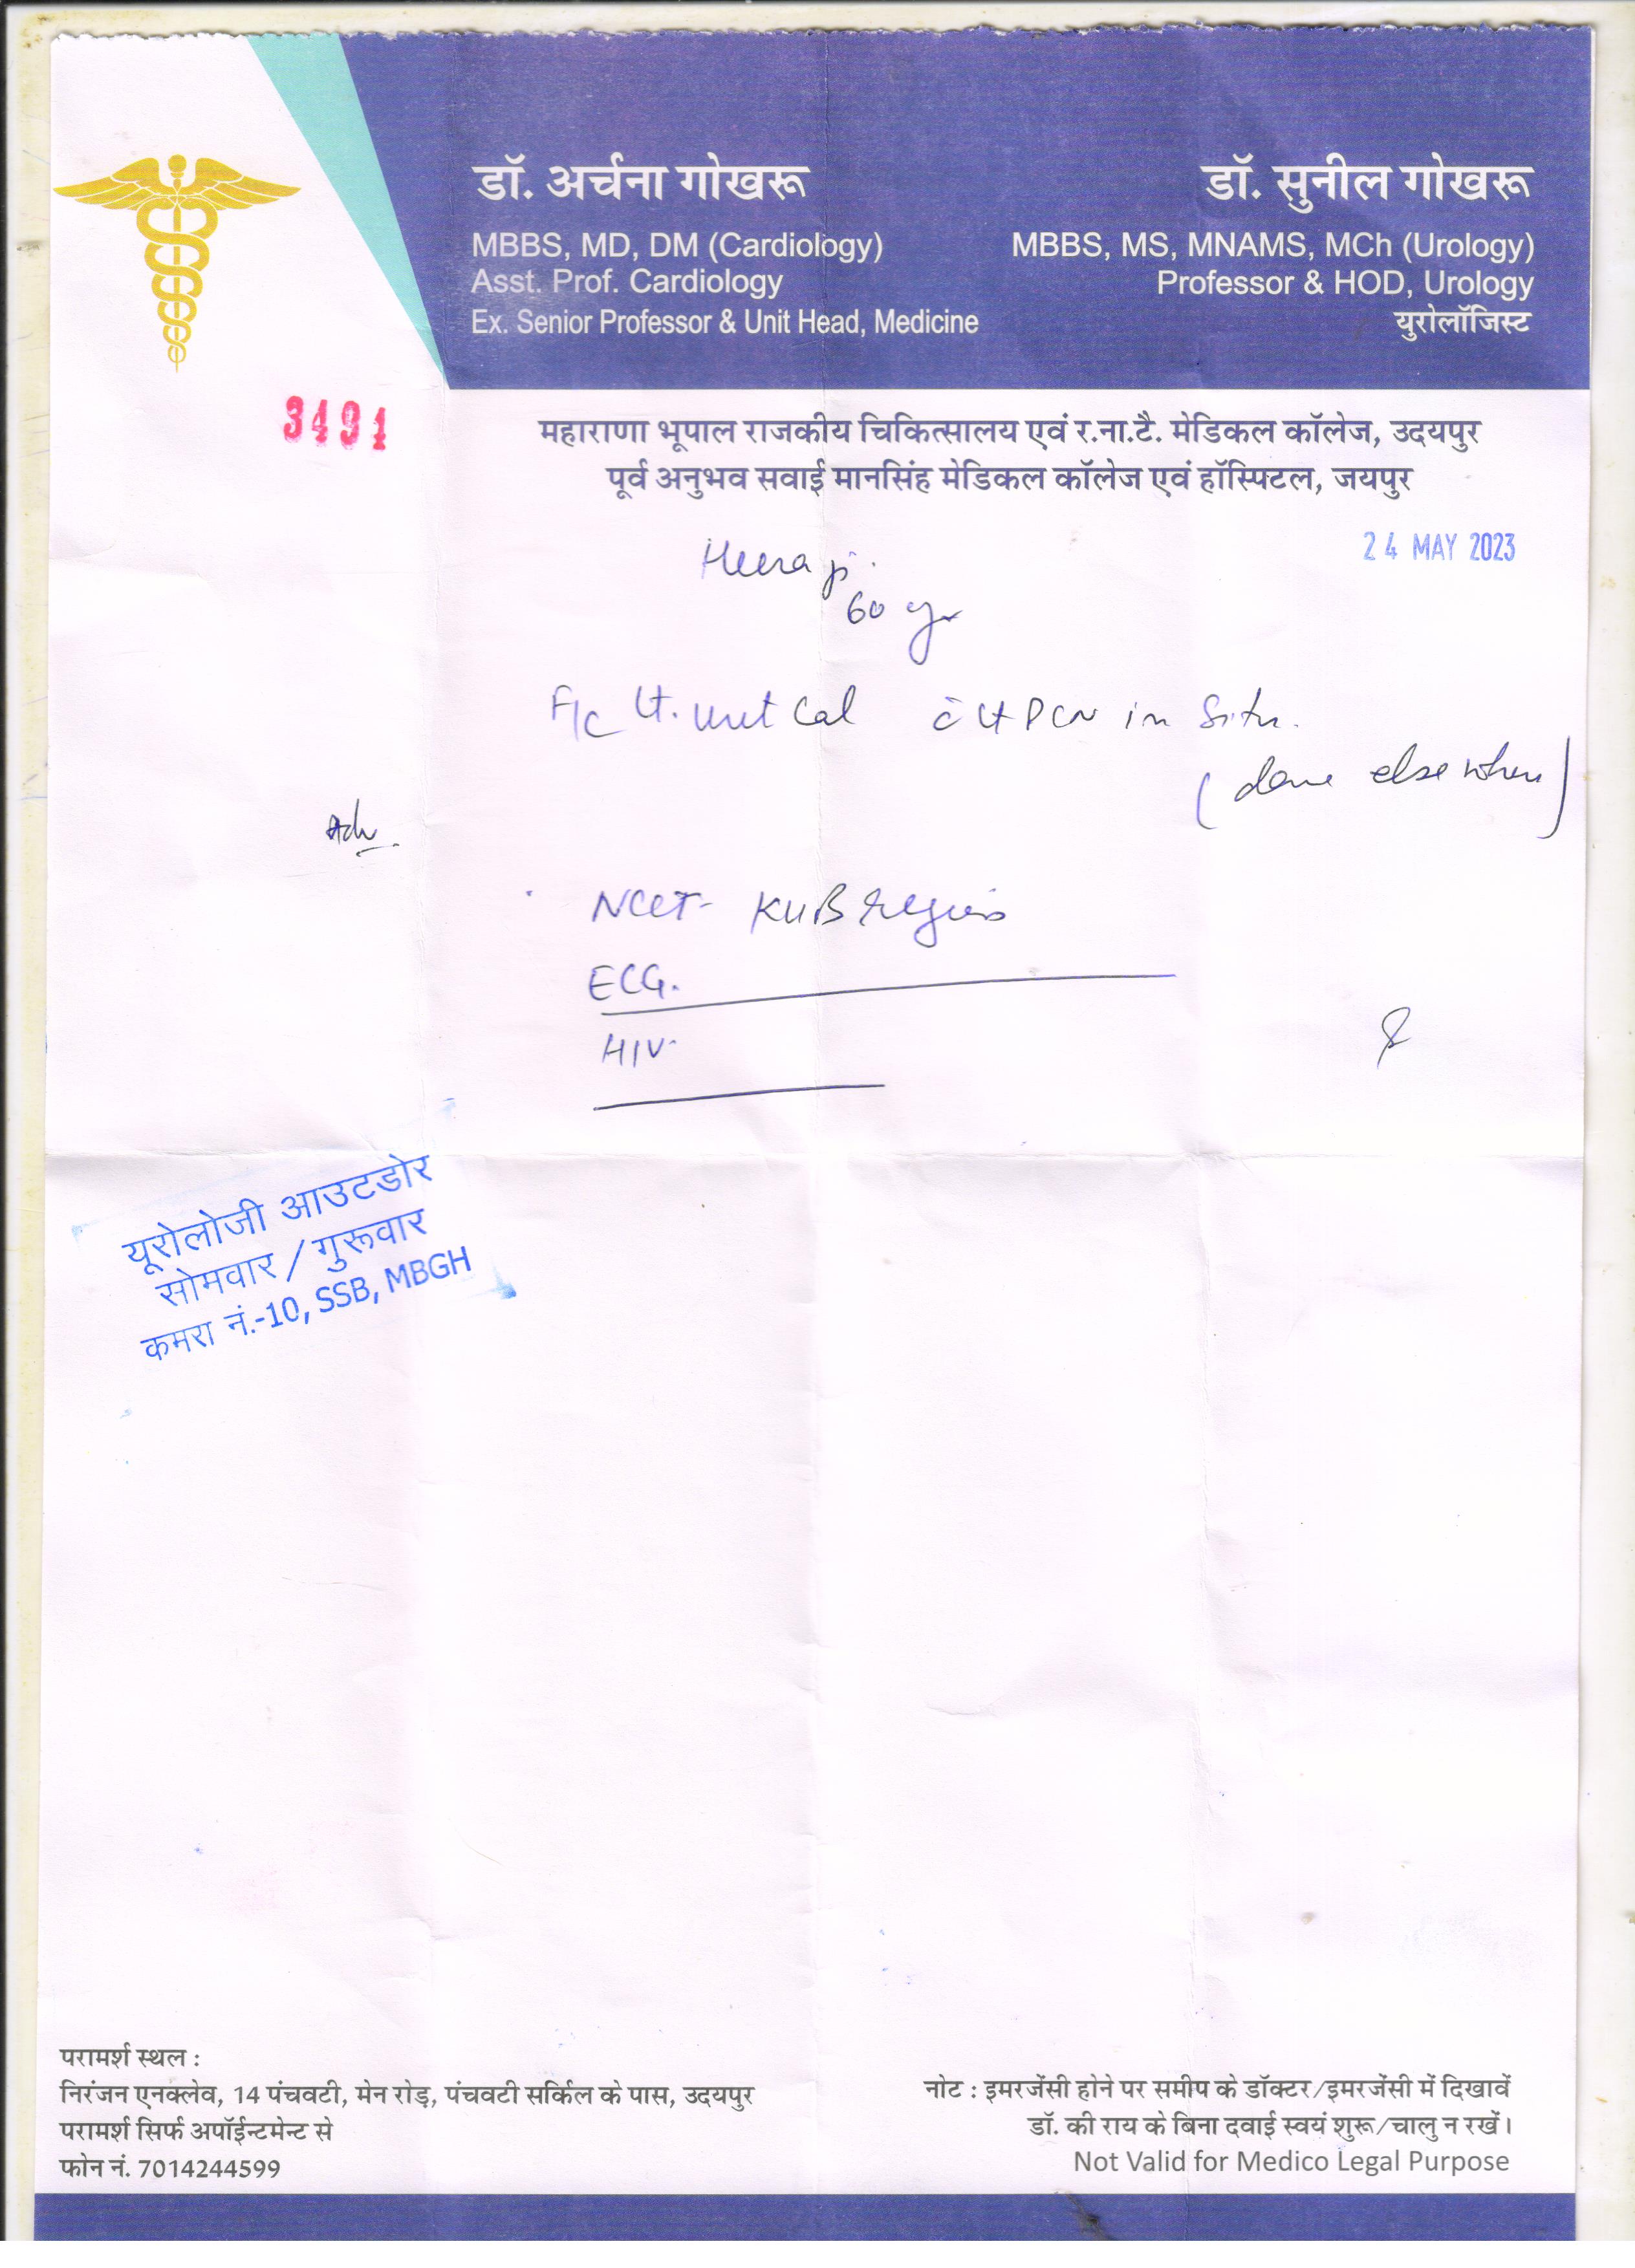 डॉ. अर्चना गोखरू
MBBS, MD, DM (Cardiology)
Asst. Prof. Cardiology
Ex. Senior Professor & Unit Head, Medicine
डॉ. सुनील गोखरू
MBBS, MS, MNAMS, MCh (Urology)
Professor & HOD, Urology
युरोलॉजिस्ट
3491
महाराणा भूपाल राजकीय चिकित्सालय एवं र.ना.टै. मेडिकल कॉलेज, उदयपुर
पूर्व अनुभव सवाई मानसिंह मेडिकल कॉलेज एवं हॉस्पिटल, जयपुर
24 MAY 2023
Heera ji
60 yr
F/C Lt. Cal c̄ Lt PCN in Situ.
(done elsewhere)
Adv
NCCT- KUB region
ECG.
HIV-
यूरोलोजी आउटडोर
सोमवार/गुरूवार
कमरा नं.-10, SSB, MBGH
परामर्श स्थल :
निरंजन एनक्लेव, 14 पंचवटी, मेन रोड़, पंचवटी सर्किल के पास, उदयपुर
परामर्श सिर्फ अपॉईन्टमेन्ट से
फोन नं. 7014244599
नोट : इमरजेंसी होने पर समीप के डॉक्टर/इमरजेंसी में दिखावें
डॉ. की राय के बिना दवाई स्वयं शुरू/चालु न रखें।
Not Valid for Medico Legal Purpose